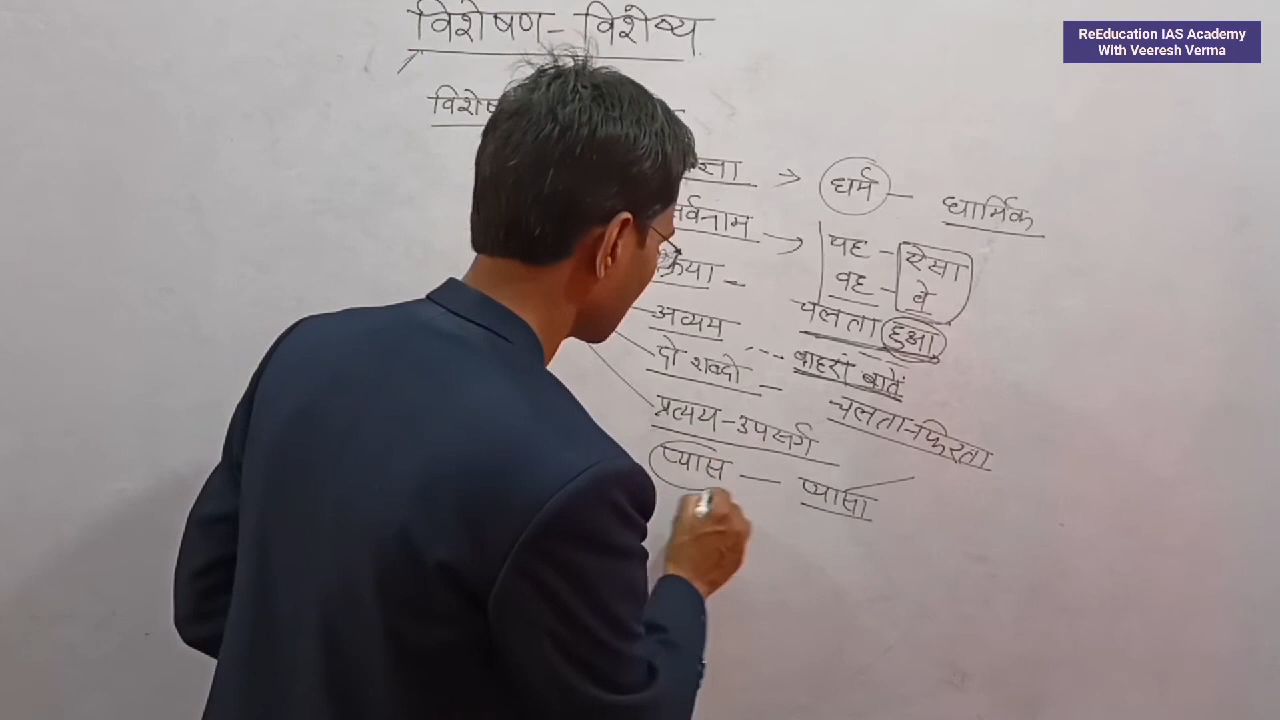 ReEducation IAS Academy
With Veeresh Verma
विशेषण - विशेष्य
धर्म - धार्मिक
सर्वनाम → यह - ऐसा
वह - वे
क्रिया - चलता हुआ
अव्यम --- बाहरी बातें
दो शब्दो - चलता-फिरता
प्रत्यय - उपसर्ग
प्यास — प्यासा